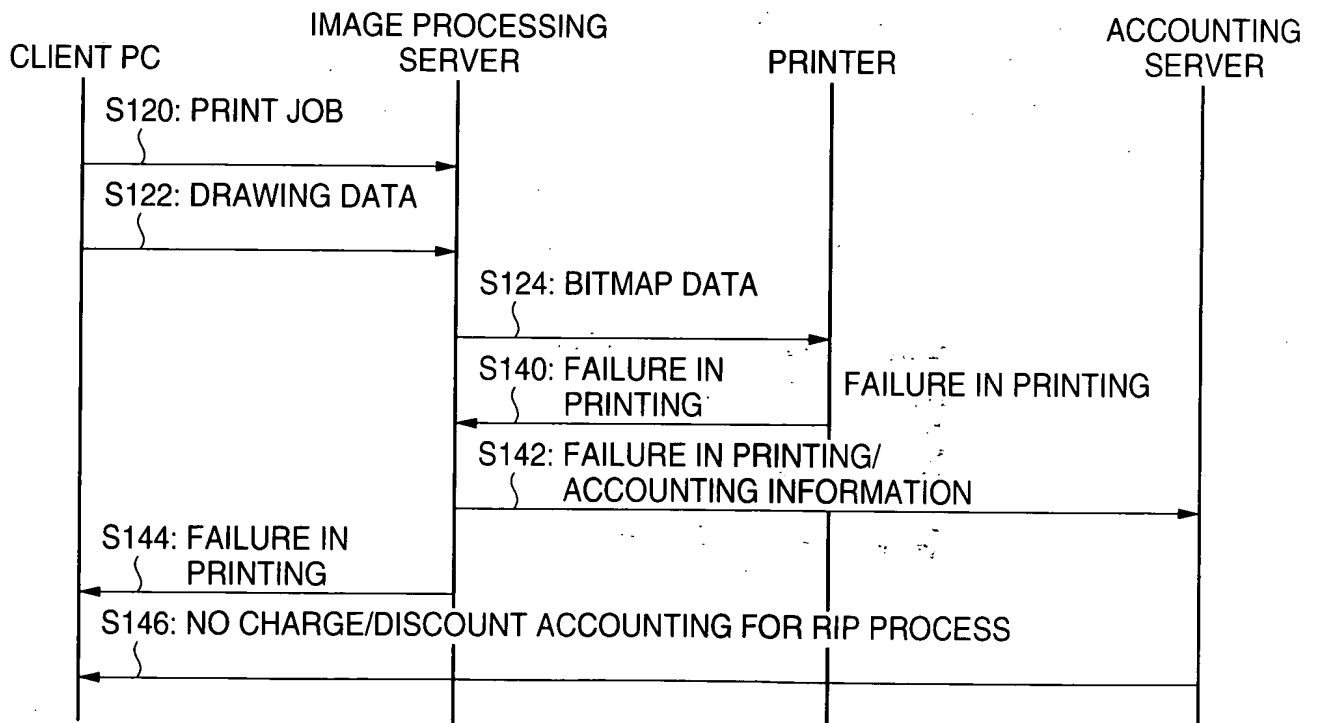 CLIENT PC
IMAGE PROCESSING
SERVER
PRINTER
ACCOUNTING
SERVER
S120: PRINT JOB
S122: DRAWING DATA
S124: BITMAP DATA
S140: FAILURE IN
PRINTING
FAILURE IN PRINTING
S142: FAILURE IN PRINTING/
ACCOUNTING INFORMATION
S144: FAILURE IN
PRINTING
S146: NO CHARGE/DISCOUNT ACCOUNTING FOR RIP PROCESS